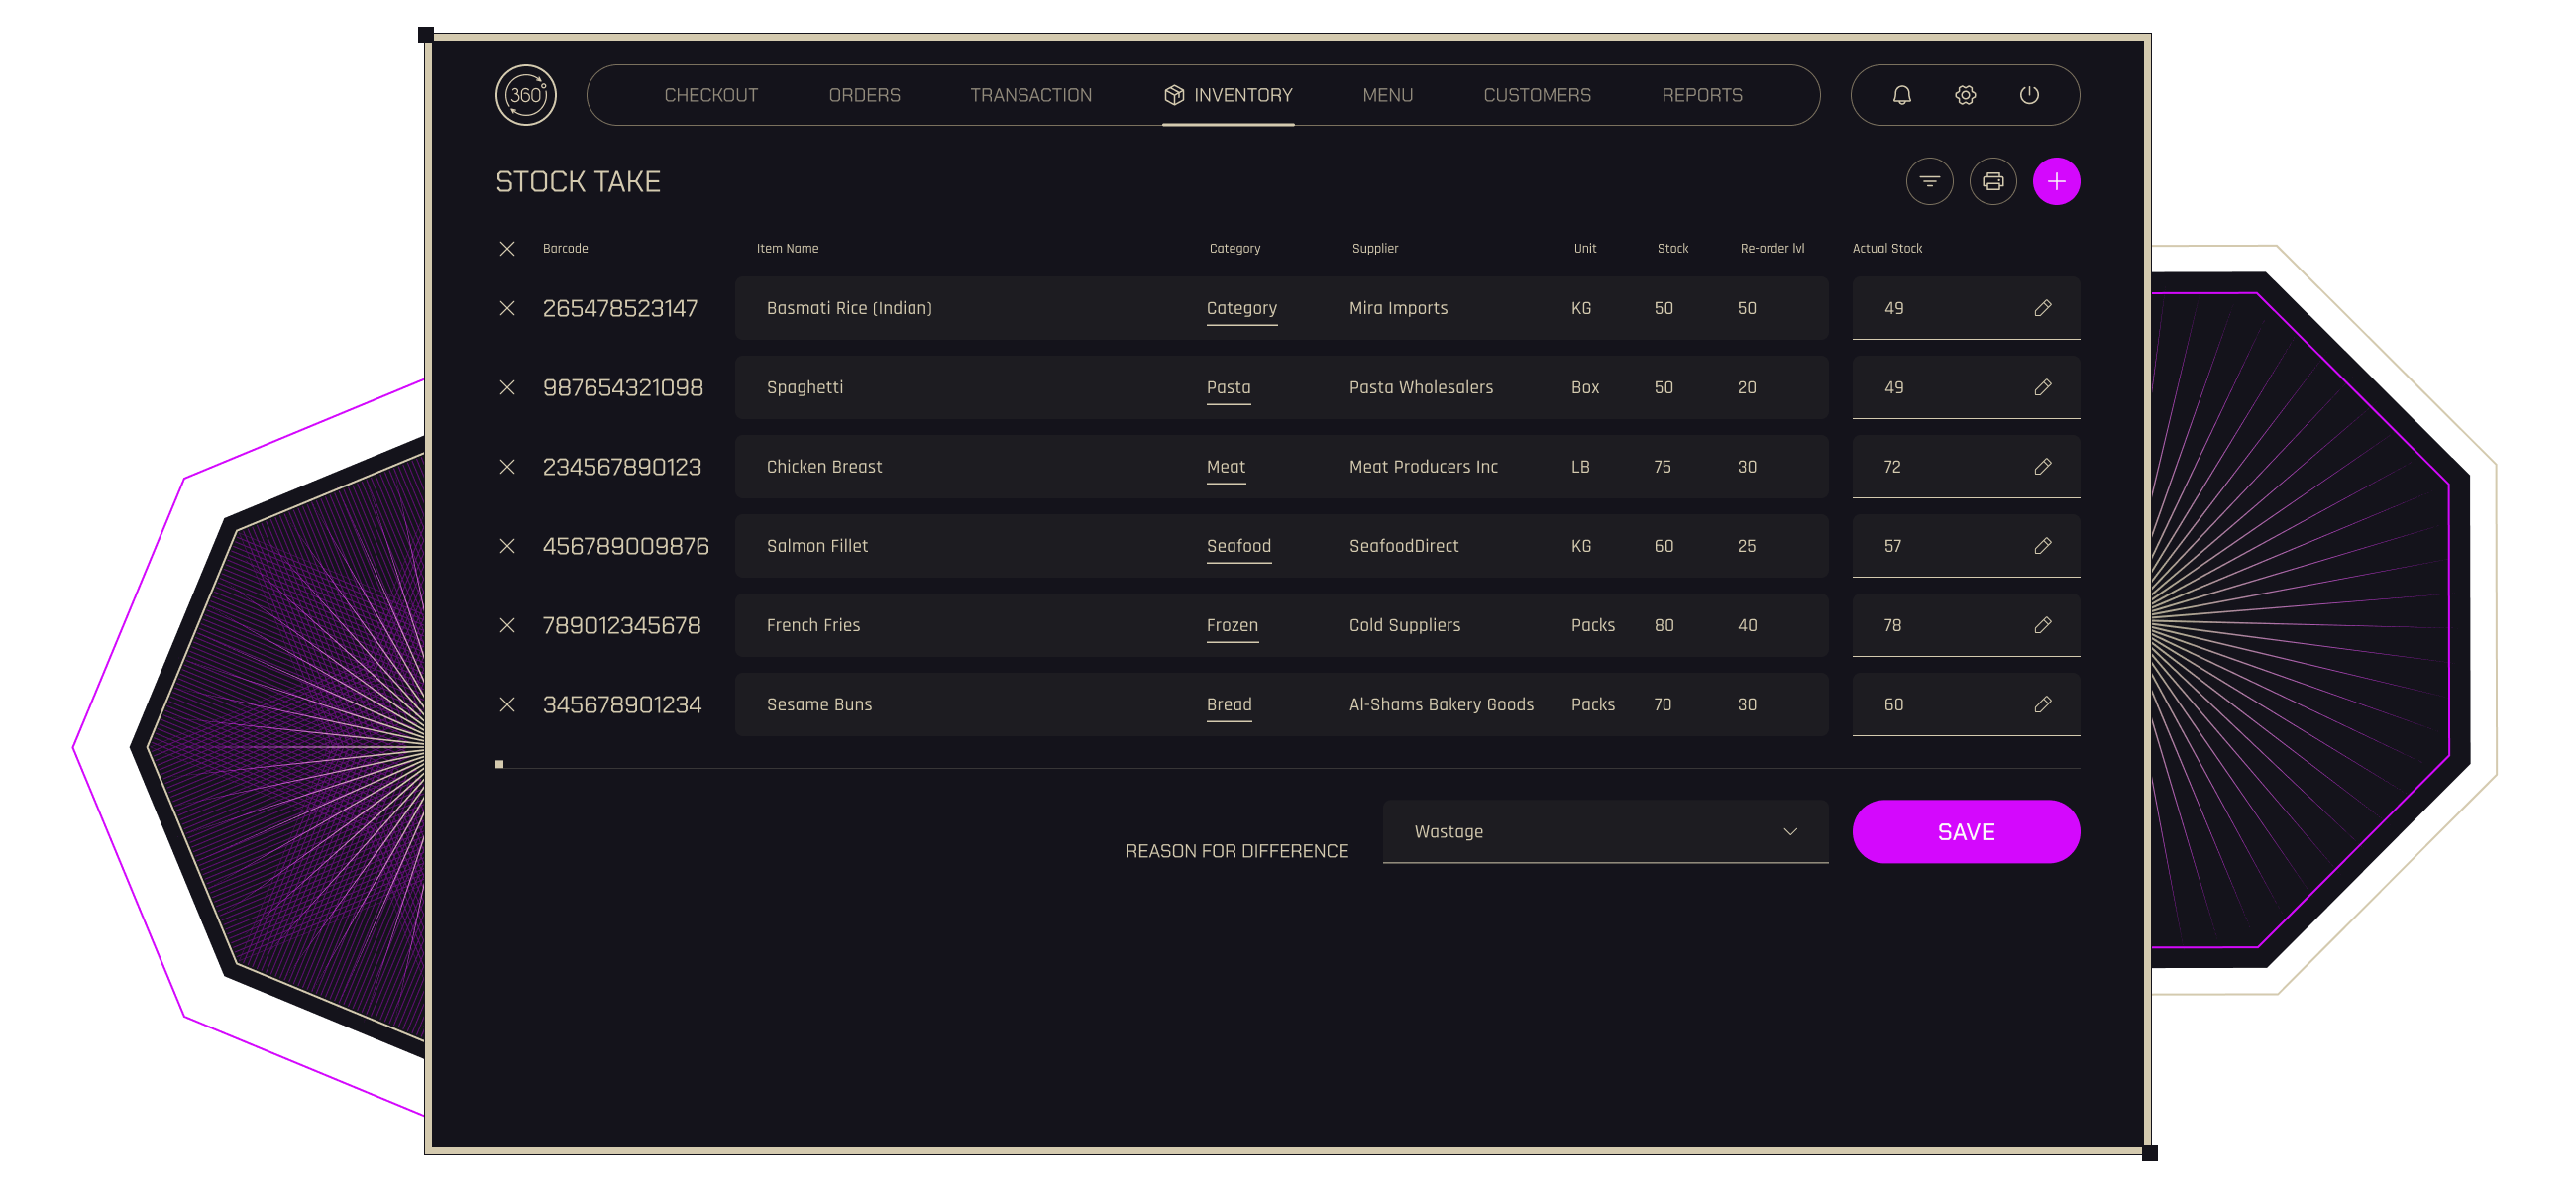 360°
CHECKOUT ORDERS TRANSACTION INVENTORY MENU CUSTOMERS REPORTS
STOCK TAKE
Barcode Item Name Category Supplier Unit Stock Re-order lvl Actual Stock
265478523147 Basmati Rice (Indian) Category Mira Imports KG 50 50 49
987654321098 Spaghetti Pasta Pasta Wholesalers Box 50 20 49
234567890123 Chicken Breast Meat Meat Producers Inc LB 75 30 72
456789009876 Salmon Fillet Seafood SeafoodDirect KG 60 25 57
789012345678 French Fries Frozen Cold Suppliers Packs 80 40 78
345678901234 Sesame Buns Bread Al-Shams Bakery Goods Packs 70 30 60
REASON FOR DIFFERENCE Wastage SAVE